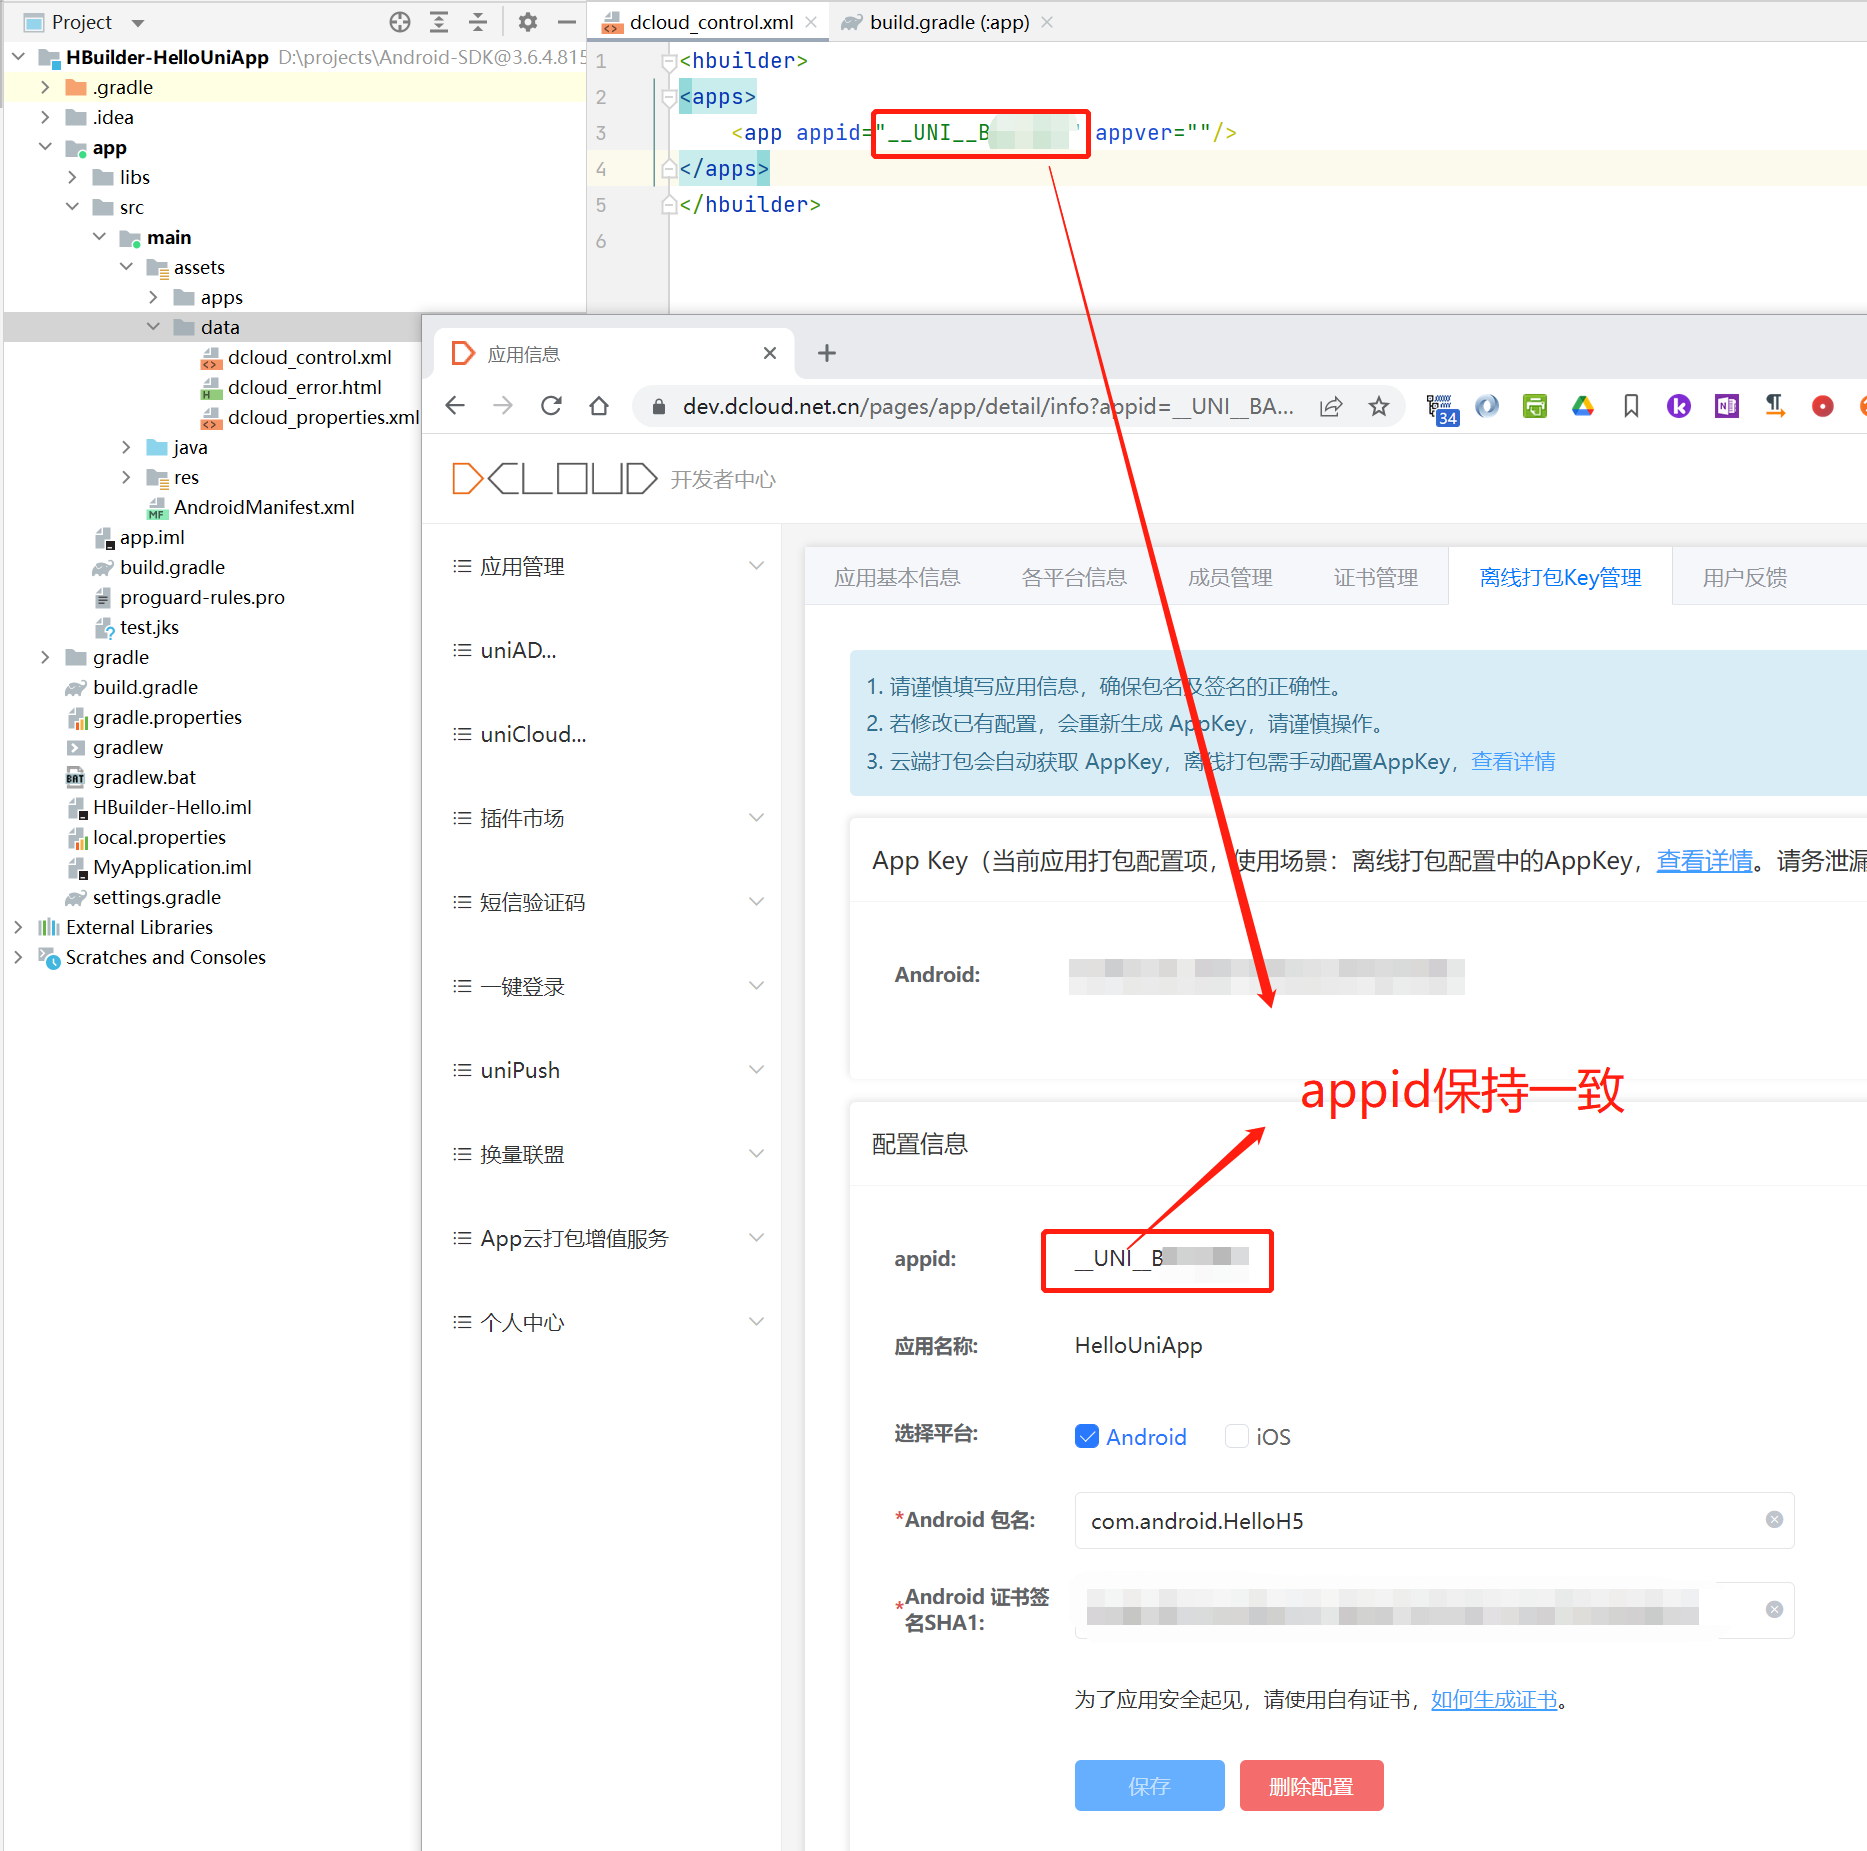 Project
dcloud_control.xml
build.gradle (:app)
HBuilder-HelloUniApp D:\projects\Android-SDK@3.6.4.815
.gradle
.idea
app
libs
src
main
assets
apps
data
dcloud_control.xml
dcloud_error.html
dcloud_properties.xml
java
res
AndroidManifest.xml
app.iml
build.gradle
proguard-rules.pro
test.jks
gradle
build.gradle
gradle.properties
gradlew
gradlew.bat
HBuilder-Hello.iml
local.properties
MyApplication.iml
settings.gradle
External Libraries
Scratches and Consoles
1 <hbuilder>
2 <apps>
3 <app appid="__UNI__B " appver=""/>
4 </apps>
5 </hbuilder>
6
应用信息
dev.dcloud.net.cn/pages/app/detail/info?appid=__UNI__BA...
34
DCLOUD 开发者中心
应用管理
uniAD...
uniCloud...
插件市场
短信验证码
一键登录
uniPush
换量联盟
App云打包增值服务
个人中心
应用基本信息 各平台信息 成员管理 证书管理 离线打包Key管理 用户反馈
1. 请谨慎填写应用信息，确保包名及签名的正确性。
2. 若修改已有配置，会重新生成 AppKey，请谨慎操作。
3. 云端打包会自动获取 AppKey，离线打包需手动配置AppKey，查看详情
App Key（当前应用打包配置项，使用场景：离线打包配置中的AppKey，查看详情。请务泄漏
Android:
appid保持一致
配置信息
appid: __UNI__B
应用名称: HelloUniApp
选择平台: Android iOS
*Android 包名: com.android.HelloH5
*Android 证书签
名SHA1:
为了应用安全起见，请使用自有证书，如何生成证书。
保存 删除配置